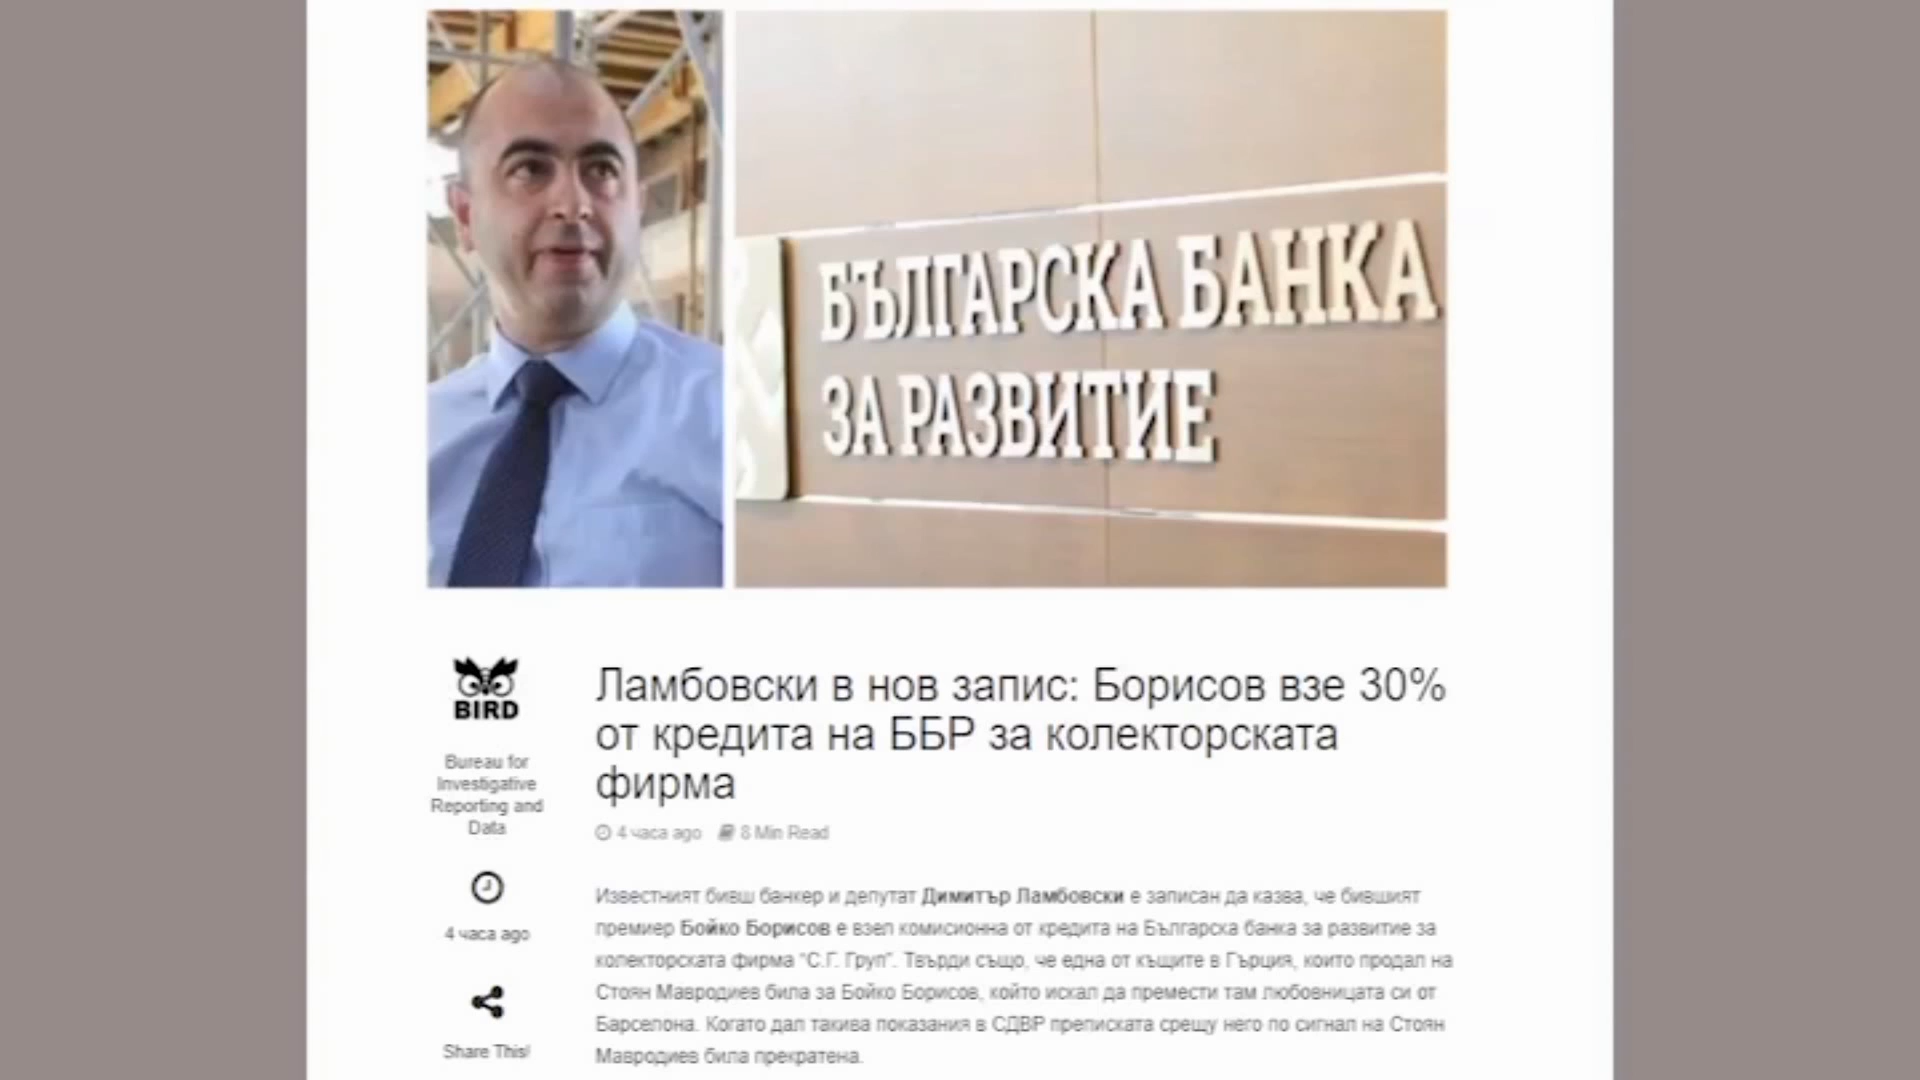 БЪЛГАРСКА БАНКА
ЗА РАЗВИТИЕ
BIRD
Bureau for
Investigative
Reporting and
Data
4 часа ago
Share This!
Ламбовски в нов запис: Борисов взе 30%
от кредита на ББР за колекторската
фирма
4 часа ago 8 Min Read
Известният бивш банкер и депутат Димитър Ламбовски е записан да казва, че бившият
премиер Бойко Борисов е взел комисионна от кредита на Българска банка за развитие за
колекторската фирма "С.Г. Груп". Твърди също, че една от къщите в Гърция, които продал на
Стоян Мавродиев била за Бойко Борисов, който искал да премести там любовницата си от
Барселона. Когато дал такива показания в СДВР преписката срещу него по сигнал на Стоян
Мавродиев била прекратена.